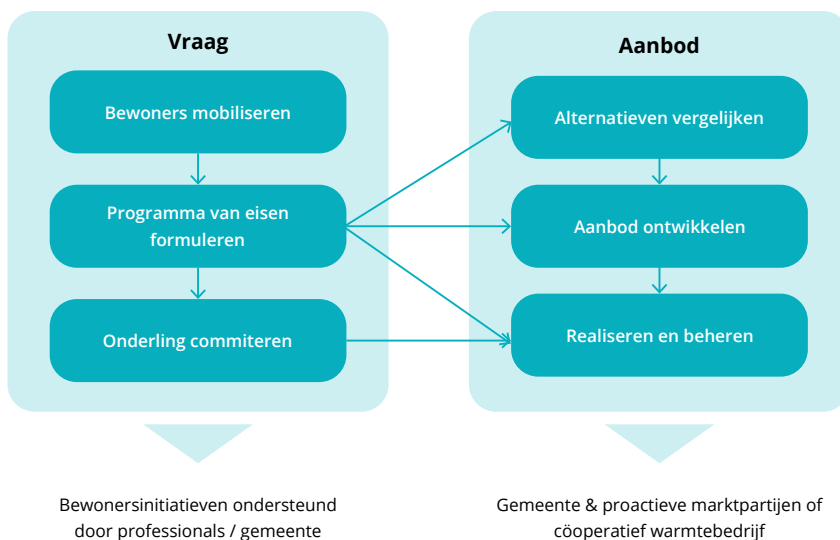 Vraag
Bewoners mobiliseren
Programma van eisen
formuleren
Onderling commiteren
Bewonersinitiatieven ondersteund
door professionals / gemeente
Aanbod
Alternatieven vergelijken
Aanbod ontwikkelen
Realiseren en beheren
Gemeente & proactieve marktpartijen of
cöoperatief warmtebedrijf